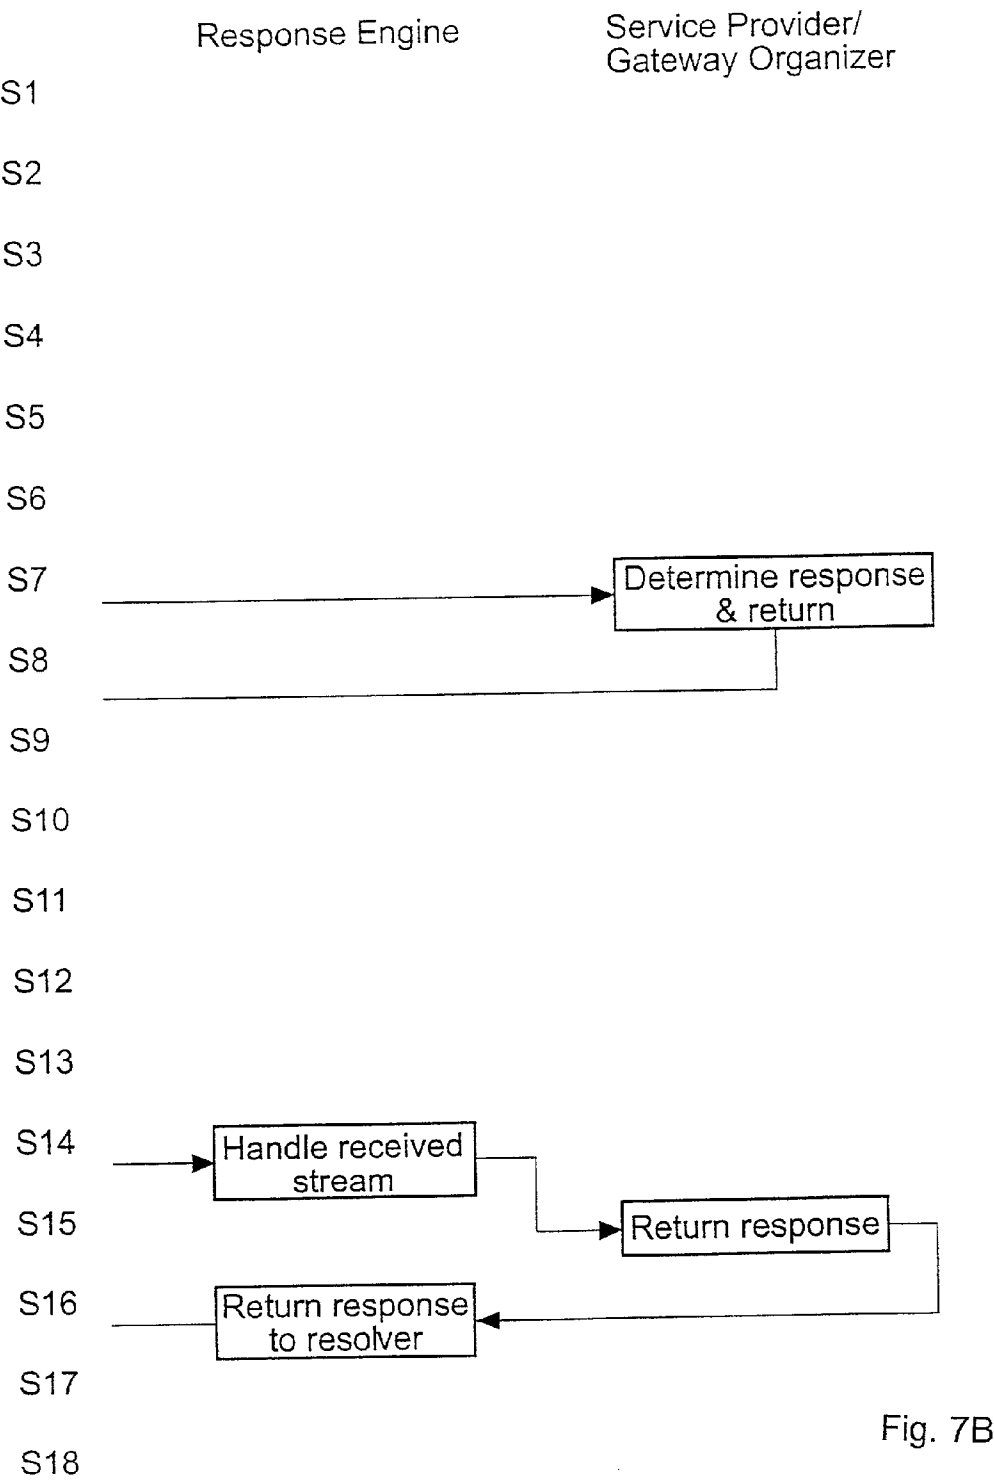 Response Engine
Service Provider/
Gateway Organizer
S1
S2
S3
S4
S5
S6
S7
Determine response
& return
S8
S9
S10
S11
S12
S13
S14
Handle received
stream
S15
Return response
S16
Return response
to resolver
S17
Fig. 7B
S18